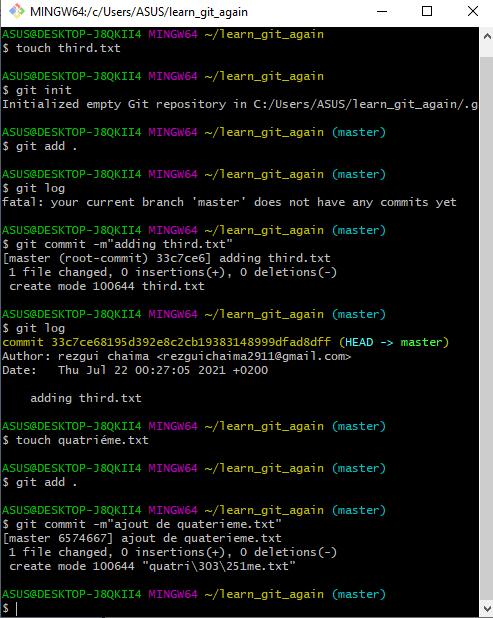 MINGW64:/c/Users/ASUS/learn_git_again
ASUS@DESKTOP-J8QKII4 MINGW64 ~/learn_git_again
$ touch third.txt
ASUS@DESKTOP-J8QKII4 MINGW64 ~/learn_git_again
$ git init
Initialized empty Git repository in C:/Users/ASUS/learn_git_again/.g
ASUS@DESKTOP-J8QKII4 MINGW64 ~/learn_git_again (master)
$ git add .
ASUS@DESKTOP-J8QKII4 MINGW64 ~/learn_git_again (master)
$ git log
fatal: your current branch 'master' does not have any commits yet
ASUS@DESKTOP-J8QKII4 MINGW64 ~/learn_git_again (master)
$ git commit -m"adding third.txt"
[master (root-commit) 33c7ce6] adding third.txt
 1 file changed, 0 insertions(+), 0 deletions(-)
 create mode 100644 third.txt
ASUS@DESKTOP-J8QKII4 MINGW64 ~/learn_git_again (master)
$ git log
commit 33c7ce68195d392e8c2cb19383148999dfad8dff (HEAD -> master)
Author: rezgui chaima <rezguichaima2911@gmail.com>
Date:   Thu Jul 22 00:27:05 2021 +0200
    adding third.txt
ASUS@DESKTOP-J8QKII4 MINGW64 ~/learn_git_again (master)
$ touch quatriéme.txt
ASUS@DESKTOP-J8QKII4 MINGW64 ~/learn_git_again (master)
$ git add .
ASUS@DESKTOP-J8QKII4 MINGW64 ~/learn_git_again (master)
$ git commit -m"ajout de quaterieme.txt"
[master 6574667] ajout de quaterieme.txt
 1 file changed, 0 insertions(+), 0 deletions(-)
 create mode 100644 "quatri\303\251me.txt"
ASUS@DESKTOP-J8QKII4 MINGW64 ~/learn_git_again (master)
$